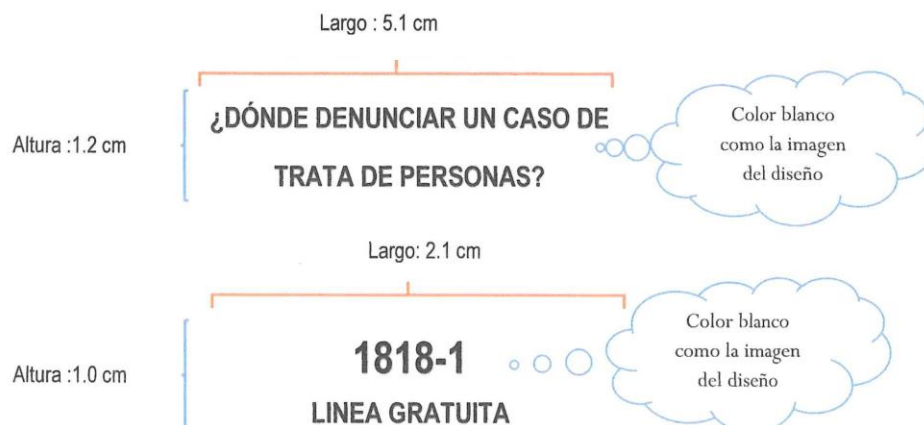 Largo : 5.1 cm
Altura :1.2 cm
¿DÓNDE DENUNCIAR UN CASO DE
TRATA DE PERSONAS?
Color blanco
como la imagen
del diseño
Largo: 2.1 cm
Altura :1.0 cm
1818-1
LINEA GRATUITA
Color blanco
como la imagen
del diseño